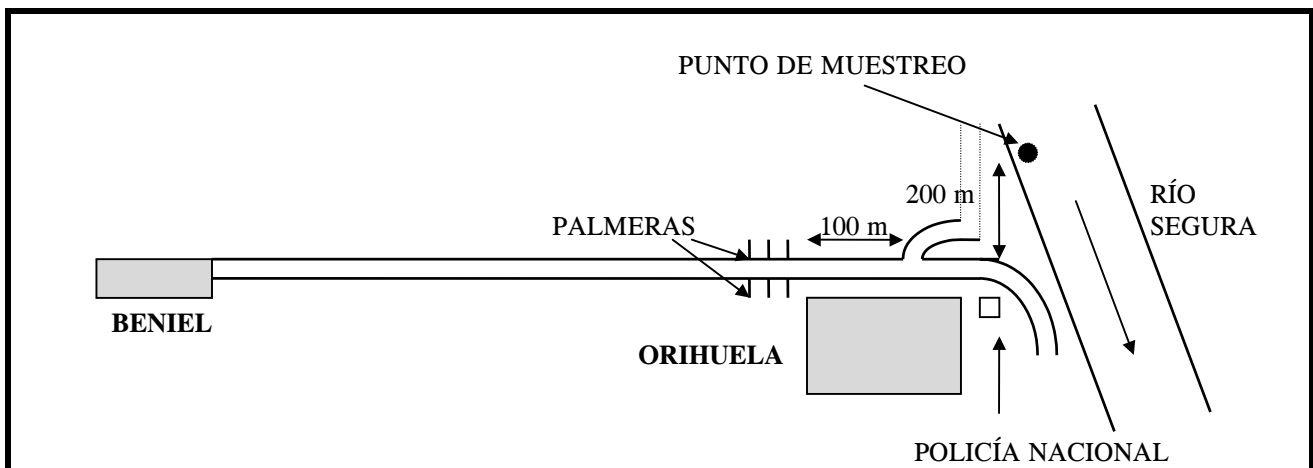 PUNTO DE MUESTREO
200 m
RÍO
SEGURA
PALMERAS
100 m
BENIEL
ORIHUELA
POLICÍA NACIONAL